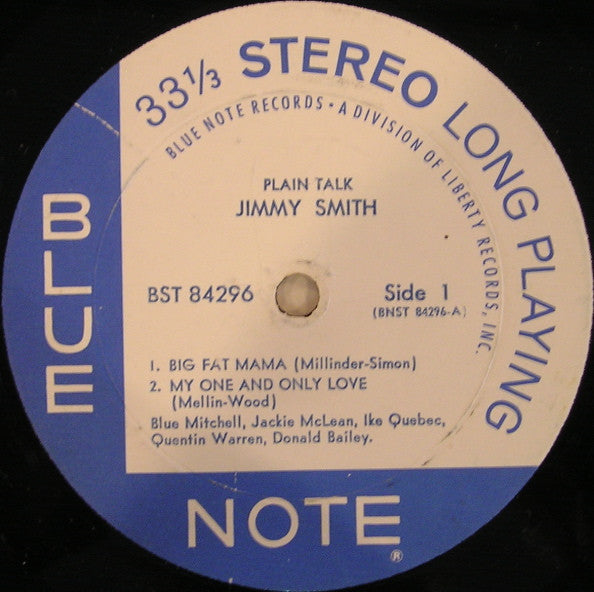 33 1/3 STEREO LONG PLAYING
BLUE NOTE RECORDS • A DIVISION OF LIBERTY RECORDS, INC.
PLAIN TALK
JIMMY SMITH
BST 84296
Side 1
(BNST 84296-A)
1. BIG FAT MAMA (Millinder-Simon)
2. MY ONE AND ONLY LOVE
(Mellin-Wood)
Blue Mitchell, Jackie McLean, Ike Quebec,
Quentin Warren, Donald Bailey.
BLUE
NOTE®